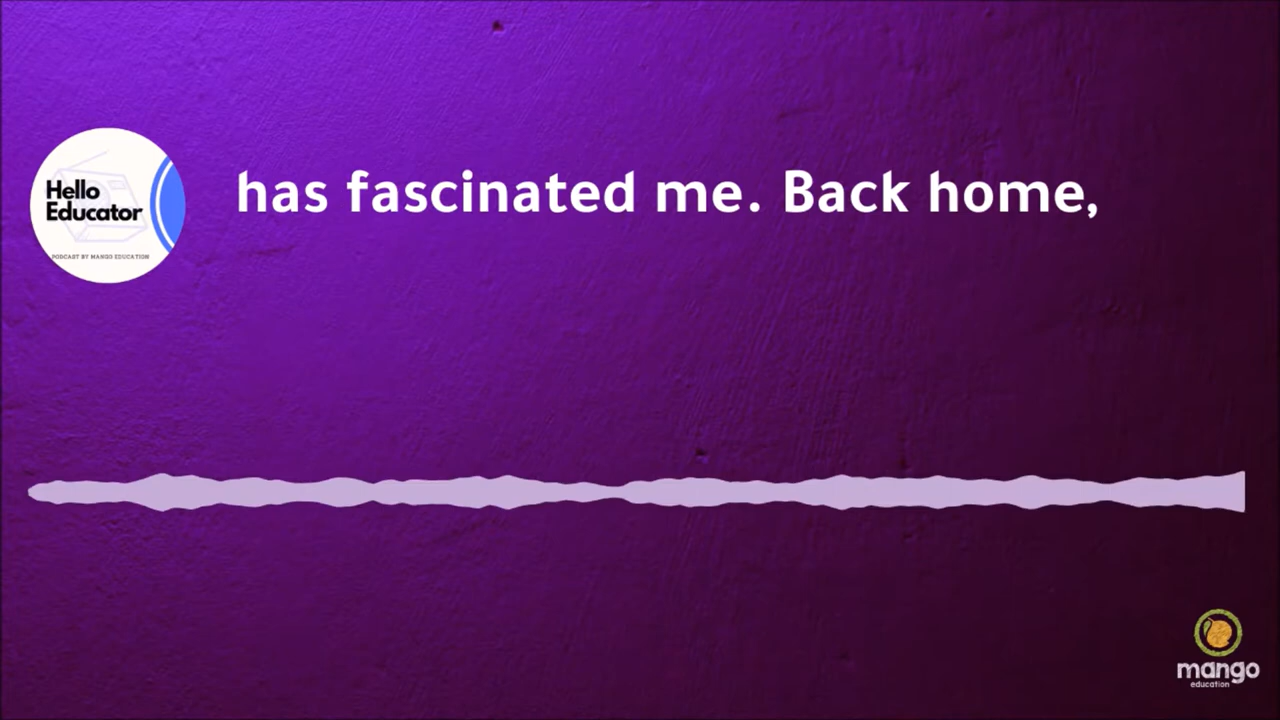 Hello
Educator
PODCAST BY MANGO EDUCATION
has fascinated me. Back home,
mango
education